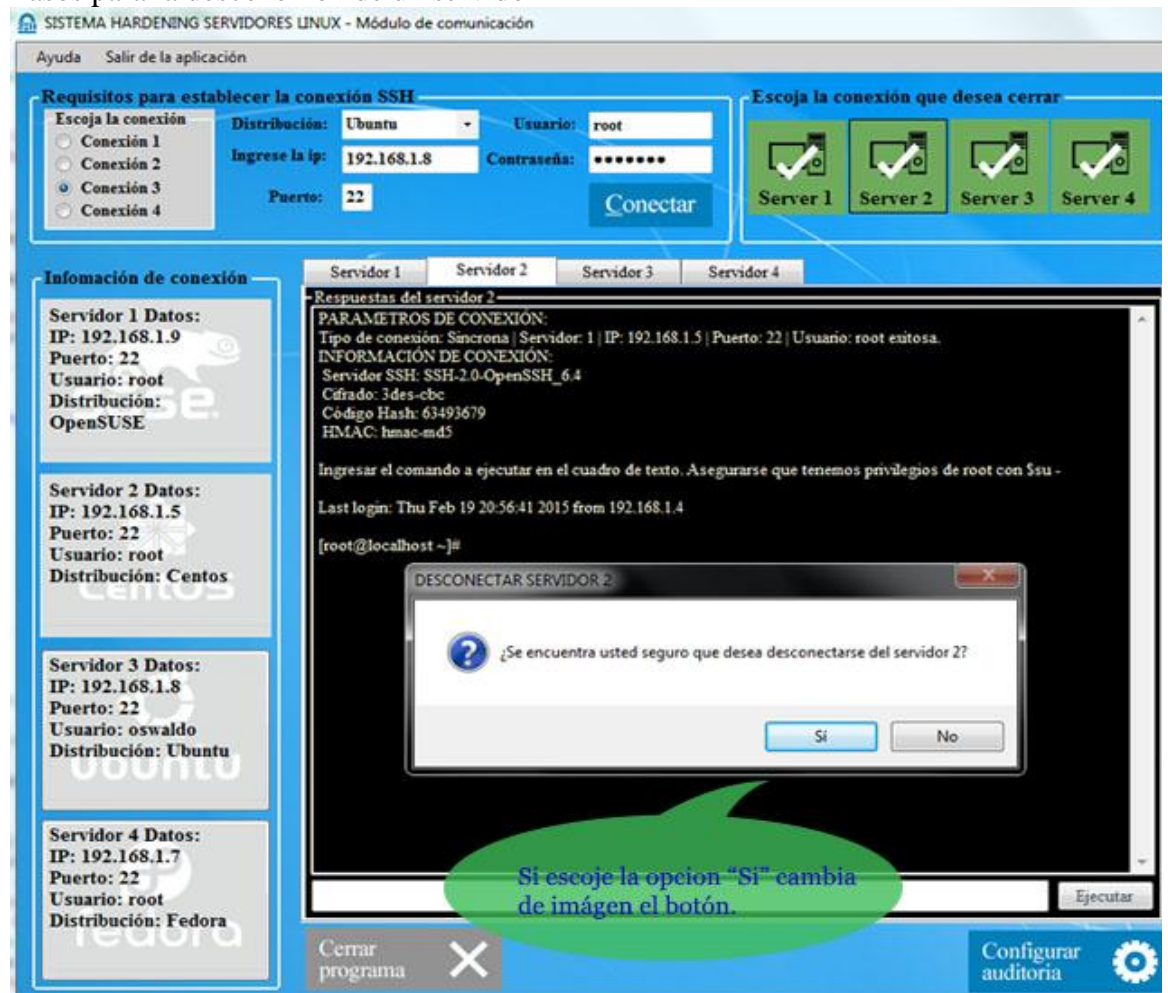 SISTEMA HARDENING SERVIDORES LINUX - Módulo de comunicación
Ayuda Salir de la aplicación
Requisitos para establecer la conexión SSH
Escoja la conexión
Conexión 1
Conexión 2
Conexión 3
Conexión 4
Distribución: Ubuntu
Usuario: root
Ingrese la ip: 192.168.1.8
Contraseña: •••••••
Puerto: 22
Conectar
Escoja la conexión que desea cerrar
Server 1 Server 2 Server 3 Server 4
Infomación de conexión
Servidor 1 Datos:
IP: 192.168.1.9
Puerto: 22
Usuario: root
Distribución:
OpenSUSE
Servidor 2 Datos:
IP: 192.168.1.5
Puerto: 22
Usuario: root
Distribución: Centos
CentOS
Servidor 3 Datos:
IP: 192.168.1.8
Puerto: 22
Usuario: oswaldo
Distribución: Ubuntu
ubuntu
Servidor 4 Datos:
IP: 192.168.1.7
Puerto: 22
Usuario: root
Distribución: Fedora
fedora
Servidor 1 Servidor 2 Servidor 3 Servidor 4
Respuestas del servidor 2
PARAMETROS DE CONEXIÓN:
Tipo de conexión: Sincrona | Servidor: 1 | IP: 192.168.1.5 | Puerto: 22 | Usuario: root exitosa.
INFORMACIÓN DE CONEXIÓN:
Servidor SSH: SSH-2.0-OpenSSH_6.4
Cifrado: 3des-cbc
Código Hash: 63493679
HMAC: hmac-md5
Ingresar el comando a ejecutar en el cuadro de texto. Asegurarse que tenemos privilegios de root con $su -
Last login: Thu Feb 19 20:56:41 2015 from 192.168.1.4
[root@localhost ~]#
DESCONECTAR SERVIDOR 2
¿Se encuentra usted seguro que desea desconectarse del servidor 2?
Sí No
Si escoje la opcion “Si” cambia
de imágen el botón.
Ejecutar
Cerrar
programa
Configurar
auditoria